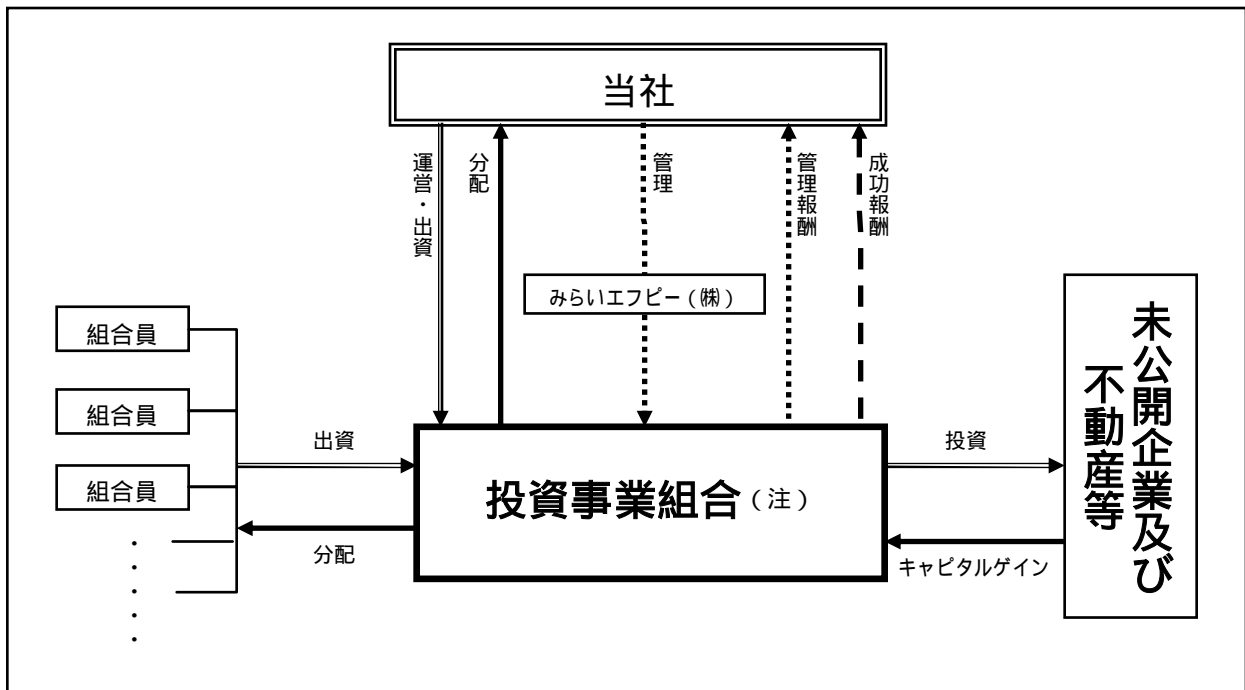 当社
運営・出資
分配
管理
管理報酬
成功報酬
みらいエフピー（㈱）
組合員
組合員
組合員
出資
分配
投資事業組合（注）
投資
キャピタルゲイン
未公開企業及び
不動産等